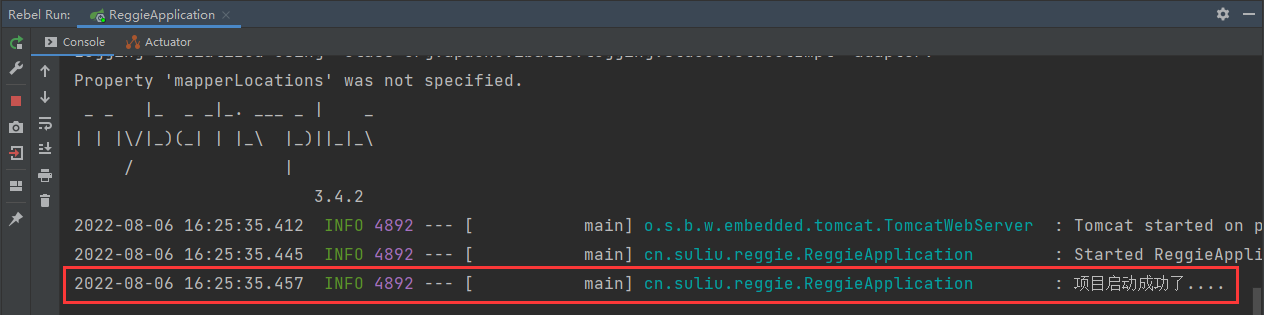 Rebel Run: ReggieApplication
Console Actuator
Property 'mapperLocations' was not specified.
 _ _   |_  _ _|_. ___ _ |    _
| | |\/|_)(_| | |_\  |_)||_|_\
     /               |
3.4.2
2022-08-06 16:25:35.412  INFO 4892 --- [           main] o.s.b.w.embedded.tomcat.TomcatWebServer  : Tomcat started on p
2022-08-06 16:25:35.445  INFO 4892 --- [           main] cn.suliu.reggie.ReggieApplication        : Started ReggieAppli
2022-08-06 16:25:35.457  INFO 4892 --- [           main] cn.suliu.reggie.ReggieApplication        : 项目启动成功了....